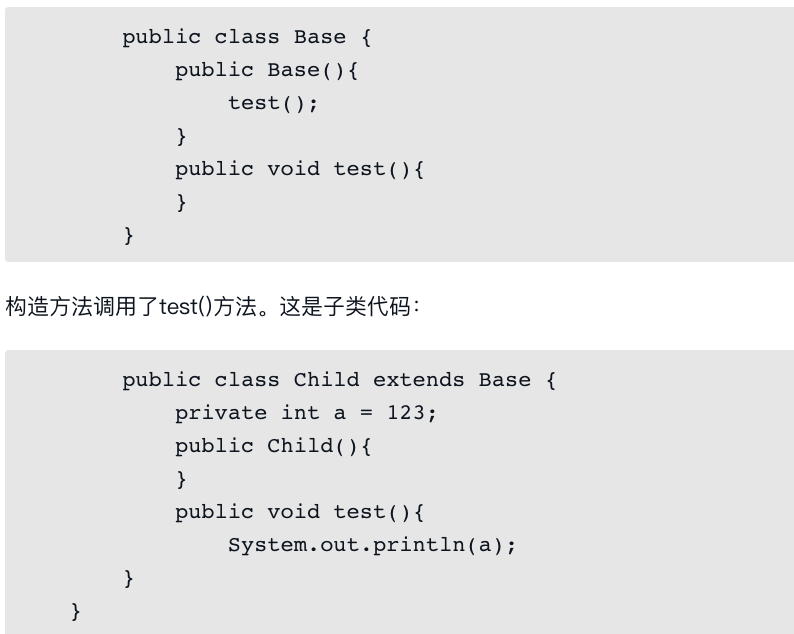 public class Base {
    public Base(){
        test();
    }
    public void test(){
    }
}
构造方法调用了test()方法。这是子类代码：
    public class Child extends Base {
        private int a = 123;
        public Child(){
        }
        public void test(){
            System.out.println(a);
    }
}